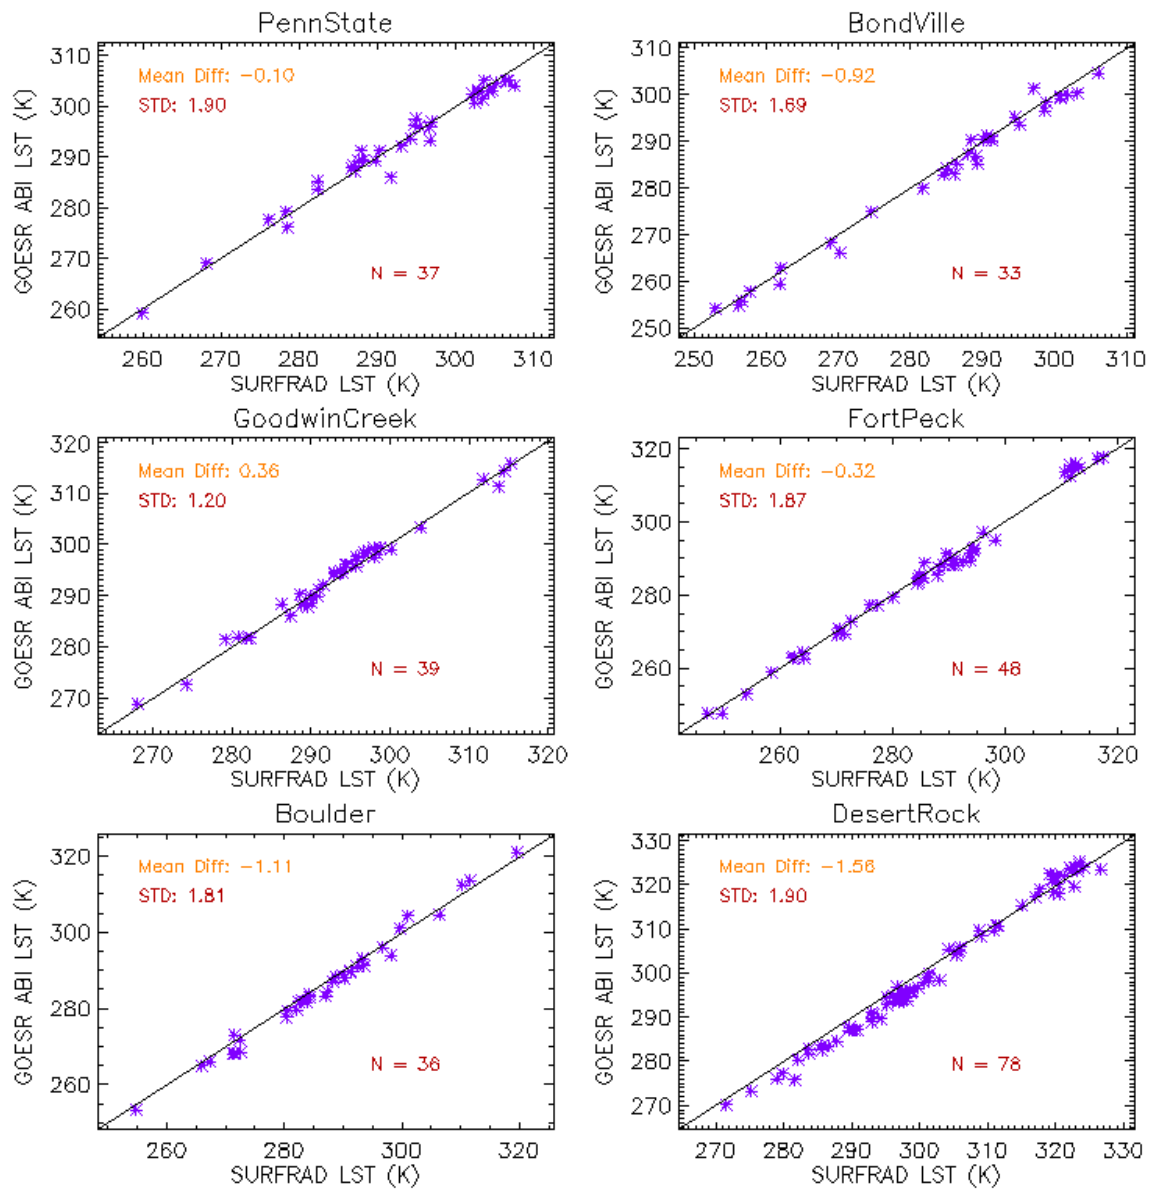 PennState
Mean Diff: -0.10
STD: 1.90
N = 37
310
300
290
280
270
260
260 270 280 290 300 310
GOESR ABI LST (K)
SURFRAD LST (K)
BondVille
Mean Diff: -0.92
STD: 1.69
N = 33
310
300
290
280
270
260
250
250 260 270 280 290 300 310
GOESR ABI LST (K)
SURFRAD LST (K)
GoodwinCreek
Mean Diff: 0.36
STD: 1.20
N = 39
320
310
300
290
280
270
270 280 290 300 310 320
GOESR ABI LST (K)
SURFRAD LST (K)
FortPeck
Mean Diff: -0.32
STD: 1.87
N = 48
320
300
280
260
260 280 300 320
GOESR ABI LST (K)
SURFRAD LST (K)
Boulder
Mean Diff: -1.11
STD: 1.81
N = 36
320
300
280
260
260 280 300 320
GOESR ABI LST (K)
SURFRAD LST (K)
DesertRock
Mean Diff: -1.56
STD: 1.90
N = 78
330
320
310
300
290
280
270
270 280 290 300 310 320 330
GOESR ABI LST (K)
SURFRAD LST (K)